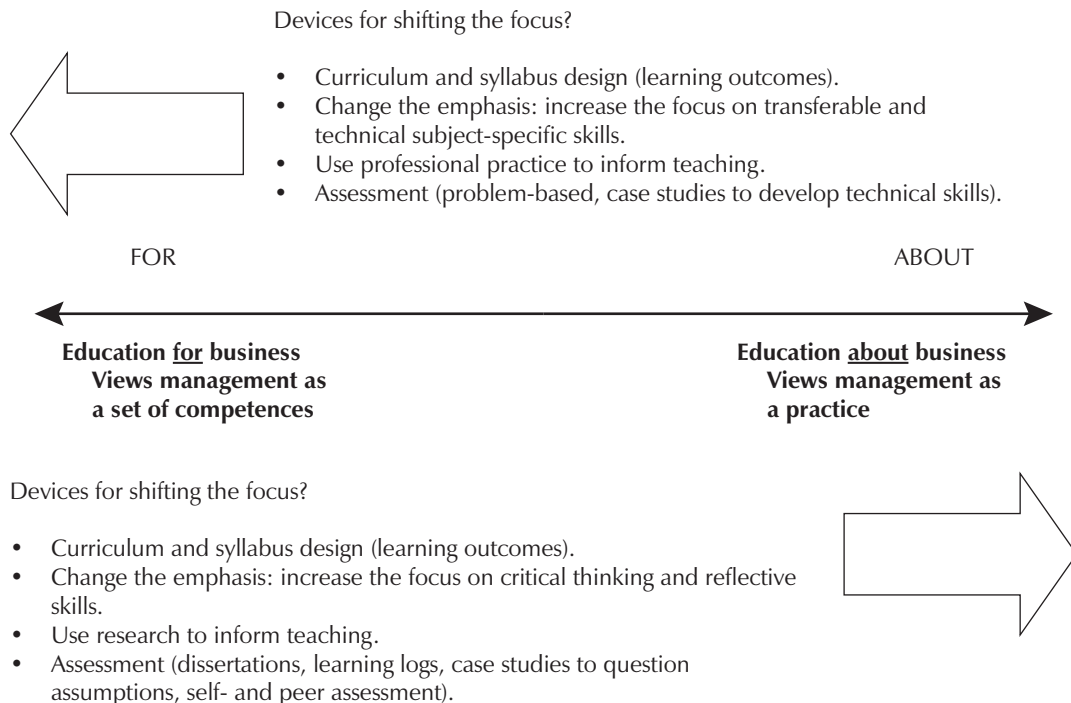 Devices for shifting the focus?
• Curriculum and syllabus design (learning outcomes).
• Change the emphasis: increase the focus on transferable and
technical subject-specific skills.
• Use professional practice to inform teaching.
• Assessment (problem-based, case studies to develop technical skills).
FOR
ABOUT
Education for business
Views management as
a set of competences
Education about business
Views management as
a practice
Devices for shifting the focus?
• Curriculum and syllabus design (learning outcomes).
• Change the emphasis: increase the focus on critical thinking and reflective
skills.
• Use research to inform teaching.
• Assessment (dissertations, learning logs, case studies to question
assumptions, self- and peer assessment).